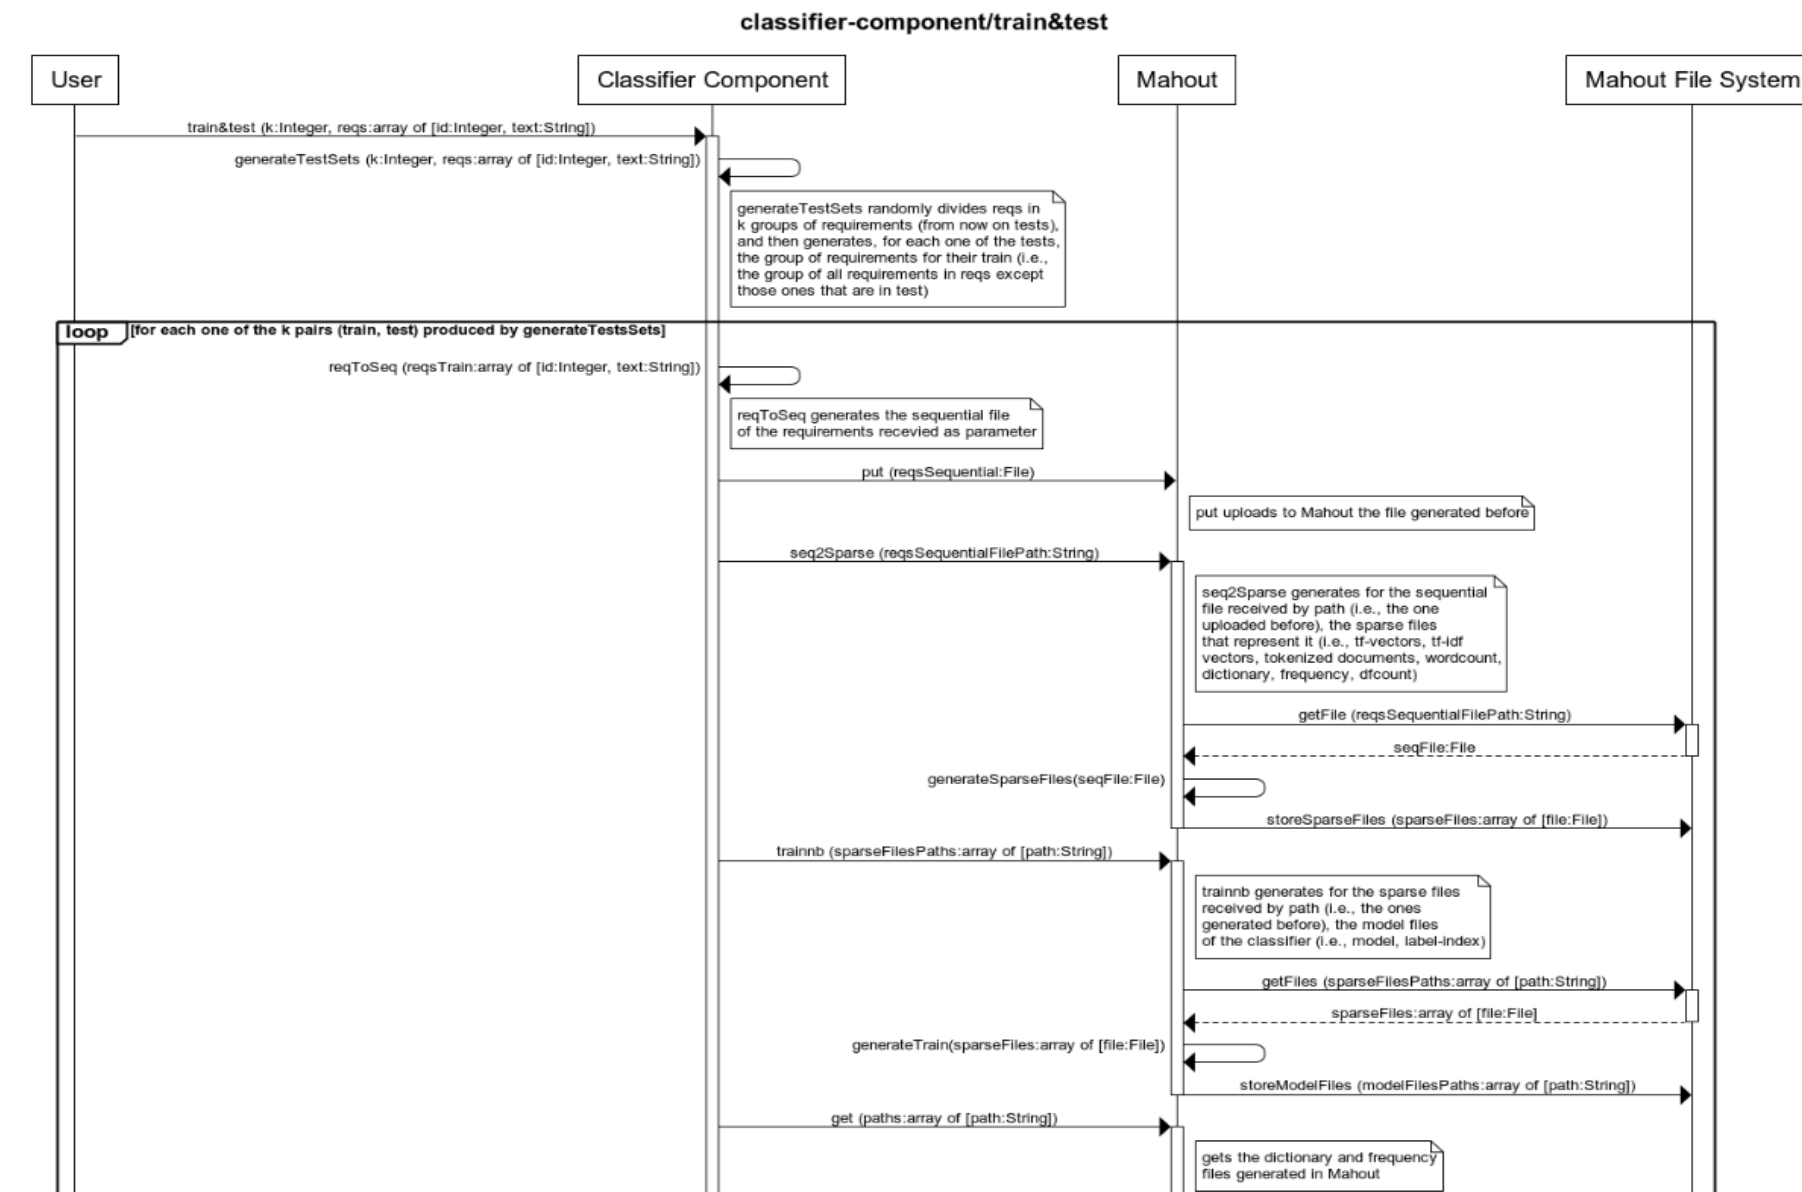 classifier-component/train&test
User
Classifier Component
Mahout
Mahout File System
train&test (k:Integer, reqs:array of [id:Integer, text:String])
generateTestSets (k:Integer, reqs:array of [id:Integer, text:String])
generateTestSets randomly divides reqs in
k groups of requirements (from now on tests),
and then generates, for each one of the tests,
the group of requirements for their train (i.e.,
the group of all requirements in reqs except
those ones that are in test)
loop
[for each one of the k pairs (train, test) produced by generateTestsSets]
reqToSeq (reqsTrain:array of [id:Integer, text:String])
reqToSeq generates the sequential file
of the requirements recevied as parameter
put (reqsSequential:File)
put uploads to Mahout the file generated before
seq2Sparse (reqsSequentialFilePath:String)
seq2Sparse generates for the sequential
file received by path (i.e., the one
uploaded before), the sparse files
that represent it (i.e., tf-vectors, tf-idf
vectors, tokenized documents, wordcount,
dictionary, frequency, dfcount)
getFile (reqsSequentialFilePath:String)
seqFile:File
generateSparseFiles(seqFile:File)
storeSparseFiles (sparseFiles:array of [file:File])
trainnb (sparseFilesPaths:array of [path:String])
trainnb generates for the sparse files
received by path (i.e., the ones
generated before), the model files
of the classifier (i.e., model, label-index)
getFiles (sparseFilesPaths:array of [path:String])
sparseFiles:array of [file:File]
generateTrain(sparseFiles:array of [file:File])
storeModelFiles (modelFilesPaths:array of [path:String])
get (paths:array of [path:String])
gets the dictionary and frequency
files generated in Mahout